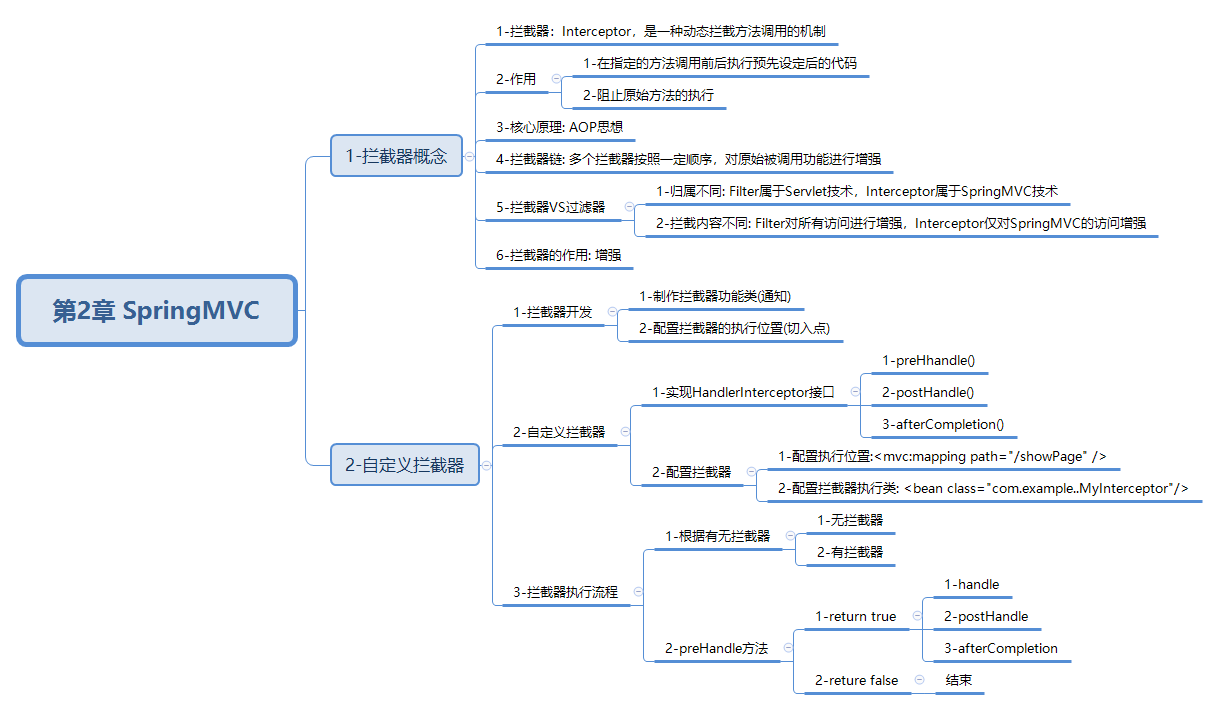 第2章 SpringMVC
1-拦截器概念
1-拦截器：Interceptor，是一种动态拦截方法调用的机制
2-作用
1-在指定的方法调用前后执行预先设定后的代码
2-阻止原始方法的执行
3-核心原理: AOP思想
4-拦截器链: 多个拦截器按照一定顺序，对原始被调用功能进行增强
5-拦截器VS过滤器
1-归属不同: Filter属于Servlet技术，Interceptor属于SpringMVC技术
2-拦截内容不同: Filter对所有访问进行增强，Interceptor仅对SpringMVC的访问增强
6-拦截器的作用: 增强
2-自定义拦截器
1-拦截器开发
1-制作拦截器功能类(通知)
2-配置拦截器的执行位置(切入点)
2-自定义拦截器
1-实现HandlerInterceptor接口
1-preHhandle()
2-postHandle()
3-afterCompletion()
2-配置拦截器
1-配置执行位置:<mvc:mapping path="/showPage" />
2-配置拦截器执行类: <bean class="com.example..MyInterceptor"/>
3-拦截器执行流程
1-根据有无拦截器
1-无拦截器
2-有拦截器
2-preHandle方法
1-return true
1-handle
2-postHandle
3-afterCompletion
2-reture false
结束